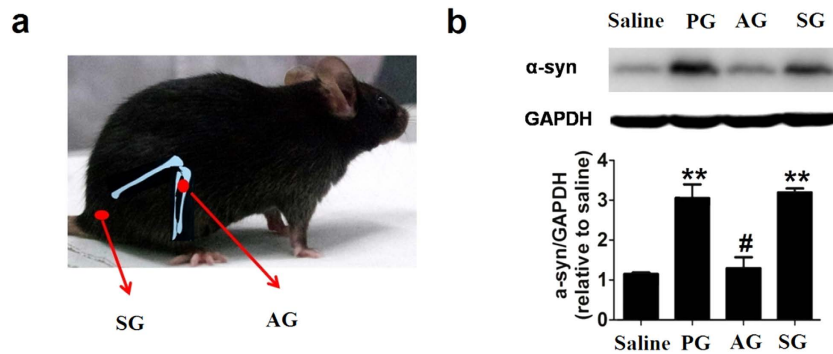 a
SG
AG
b
Saline PG AG SG
α-syn
GAPDH
a-syn/GAPDH
(relative to saline)
4
3
2
1
0
**
#
**
Saline PG AG SG